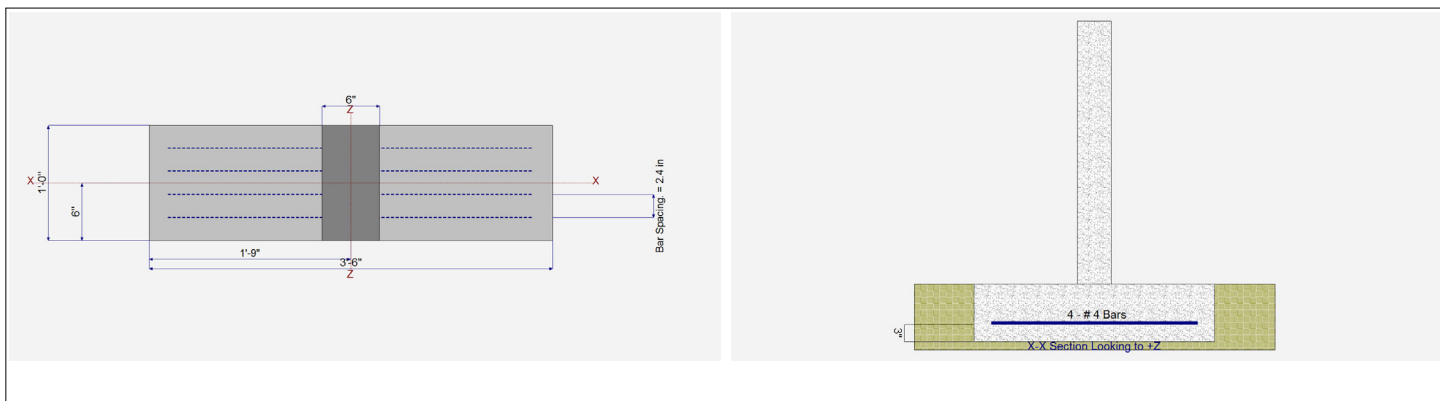 6"
Z
X
X
1'-0"
6"
Bar Spacing: = 2.4 in
1'-9"
3'-6"
Z
4 - # 4 Bars
3"
X-X Section Looking to +Z